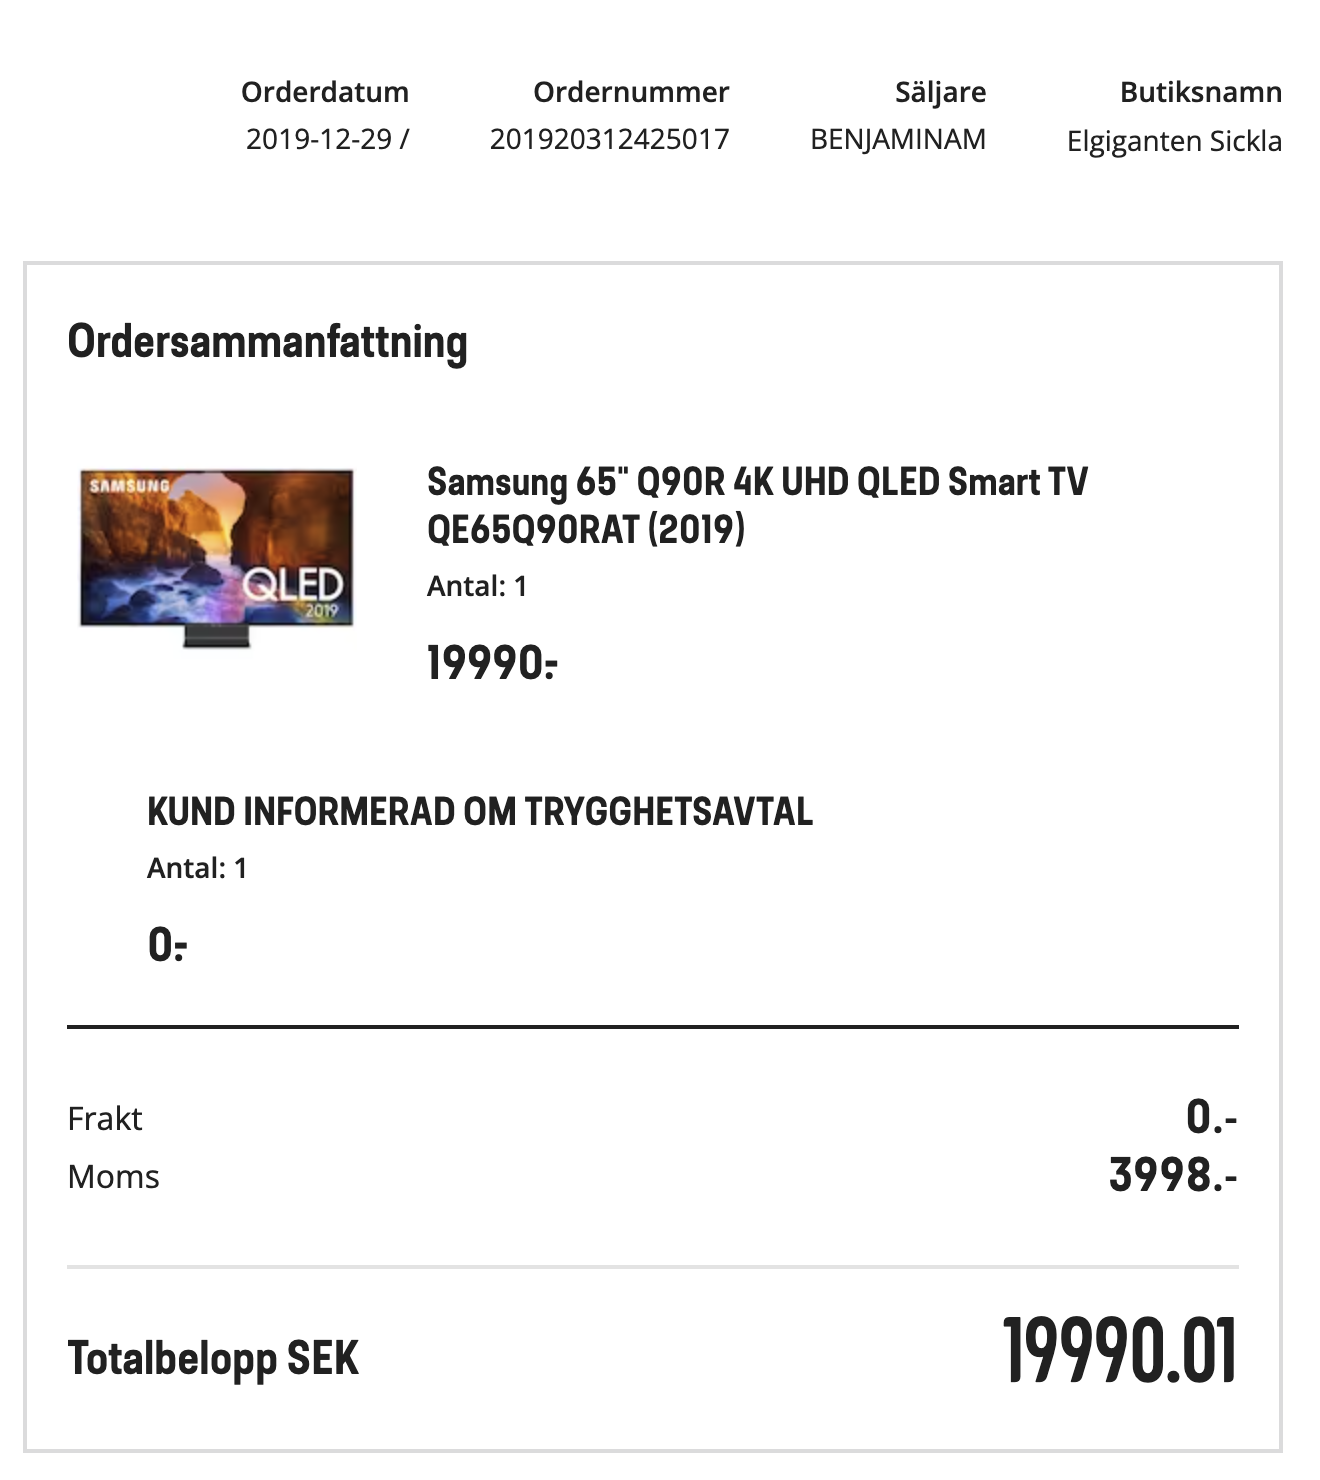 Orderdatum Ordernummer Säljare Butiksnamn
2019-12-29 / 201920312425017 BENJAMINAM Elgiganten Sickla
Ordersammanfattning
SAMSUNG
QLED
2019
Samsung 65" Q90R 4K UHD QLED Smart TV
QE65Q90RAT (2019)
Antal: 1
19990:-
KUND INFORMERAD OM TRYGGHETSAVTAL
Antal: 1
0:-
Frakt 0.-
Moms 3998.-
Totalbelopp SEK 19990.01